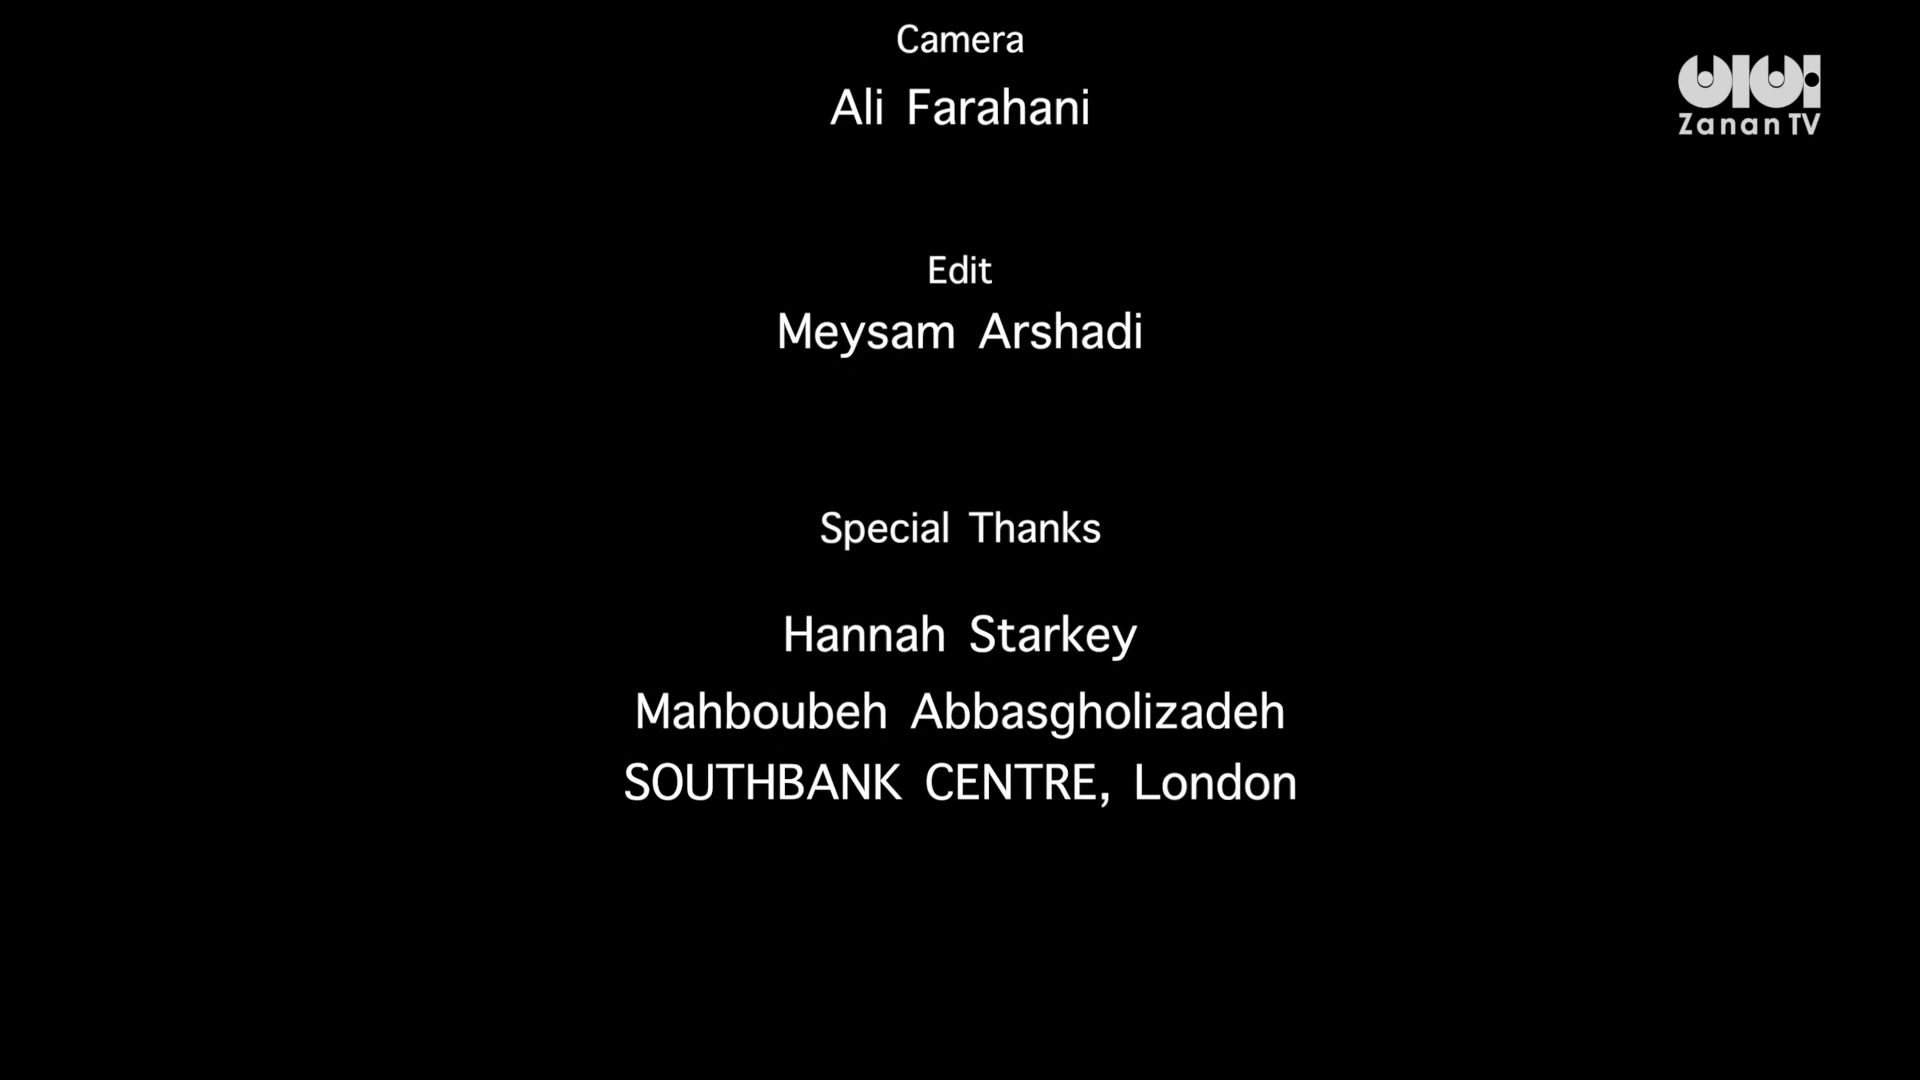 Camera
Ali Farahani
Zanan TV
Edit
Meysam Arshadi
Special Thanks
Hannah Starkey
Mahboubeh Abbasgholizadeh
SOUTHBANK CENTRE, London